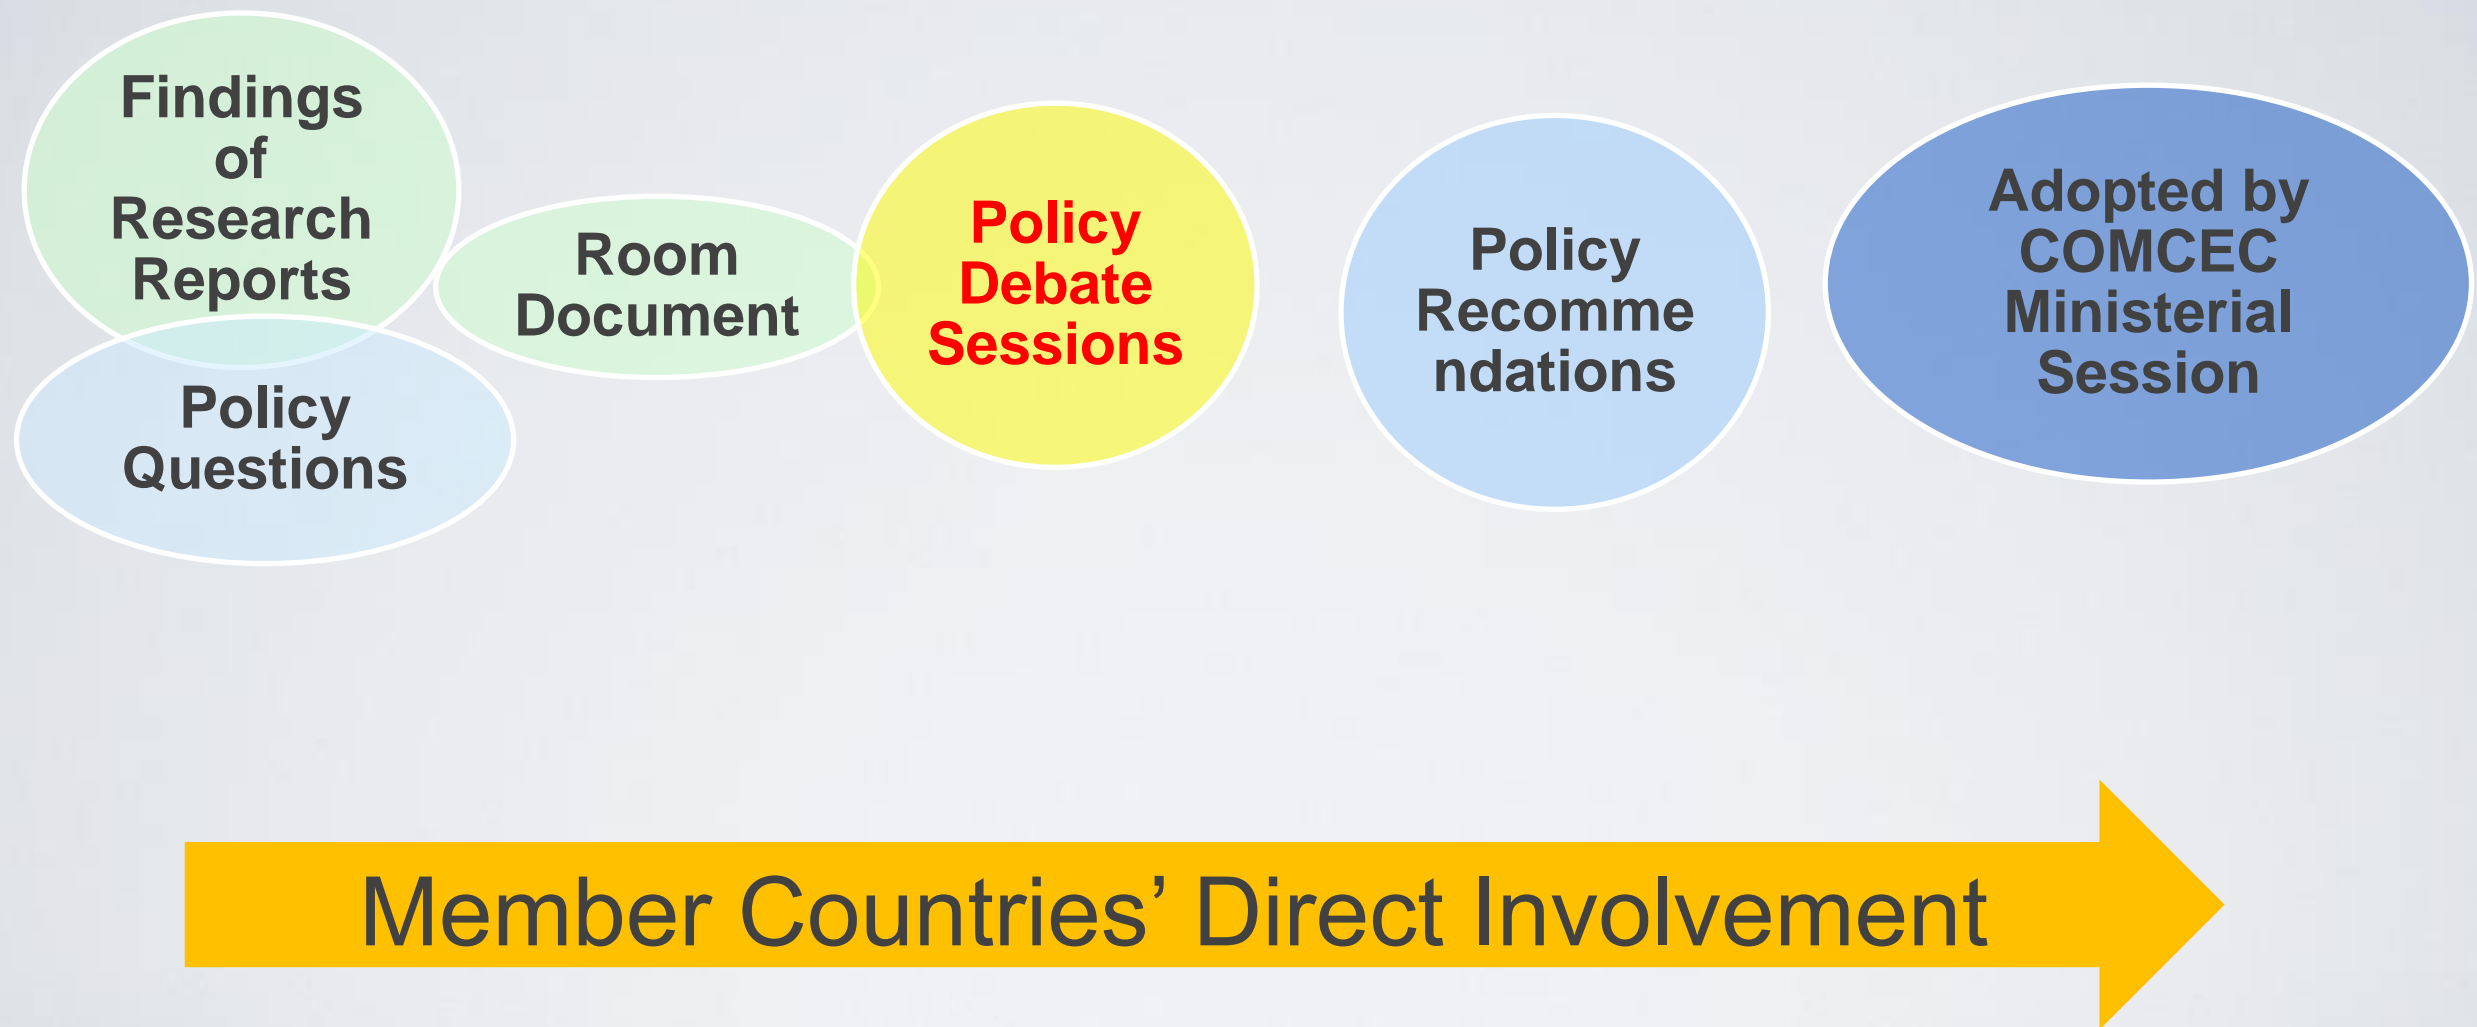 Findings
of
Research
Reports
Policy
Questions
Room
Document
Policy
Debate
Sessions
Policy
Recomme
ndations
Adopted by
COMCEC
Ministerial
Session
Member Countries’ Direct Involvement